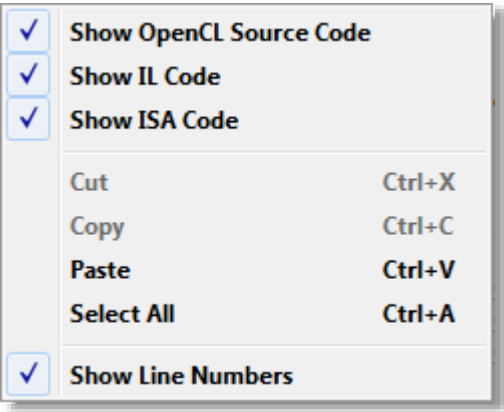 Show OpenCL Source Code
Show IL Code
Show ISA Code
Cut Ctrl+X
Copy Ctrl+C
Paste Ctrl+V
Select All Ctrl+A
Show Line Numbers